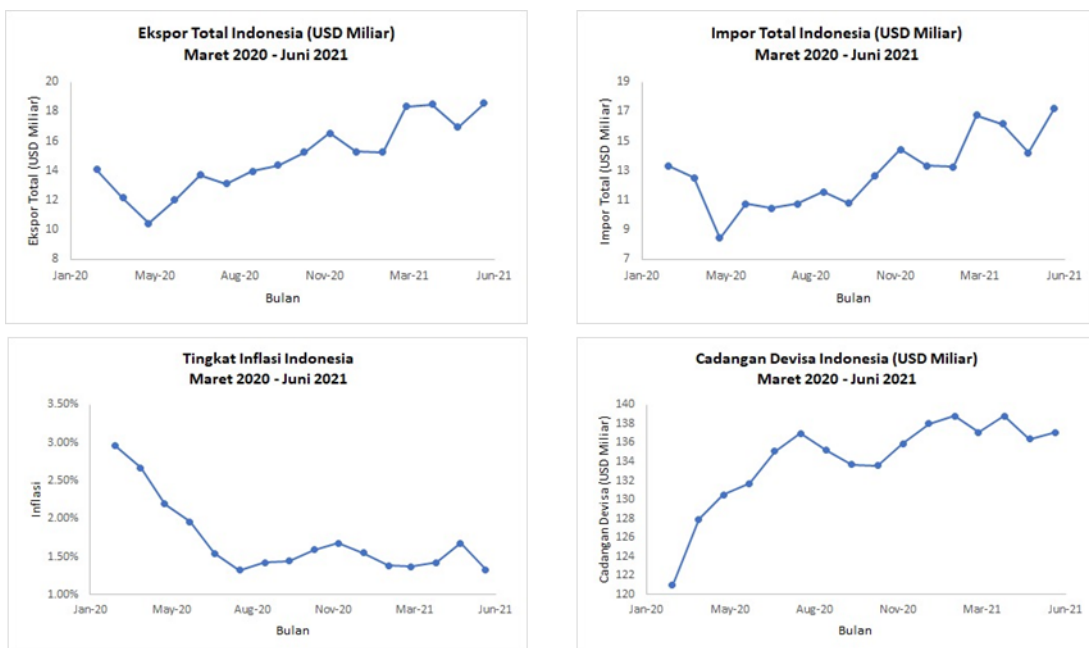 Ekspor Total Indonesia (USD Miliar)
Maret 2020 - Juni 2021
Ekspor Total (USD Miliar)
20
18
16
14
12
10
8
Jan-20 May-20 Aug-20 Nov-20 Mar-21 Jun-21
Bulan
Impor Total Indonesia (USD Miliar)
Maret 2020 - Juni 2021
Impor Total (USD Miliar)
19
17
15
13
11
9
7
Jan-20 May-20 Aug-20 Nov-20 Mar-21 Jun-21
Bulan
Tingkat Inflasi Indonesia
Maret 2020 - Juni 2021
Inflasi
3.50%
3.00%
2.50%
2.00%
1.50%
1.00%
Jan-20 May-20 Aug-20 Nov-20 Mar-21 Jun-21
Bulan
Cadangan Devisa Indonesia (USD Miliar)
Maret 2020 - Juni 2021
Cadangan Devisa (USD Miliar)
140
138
136
134
132
130
128
126
124
122
120
Jan-20 May-20 Aug-20 Nov-20 Mar-21 Jun-21
Bulan